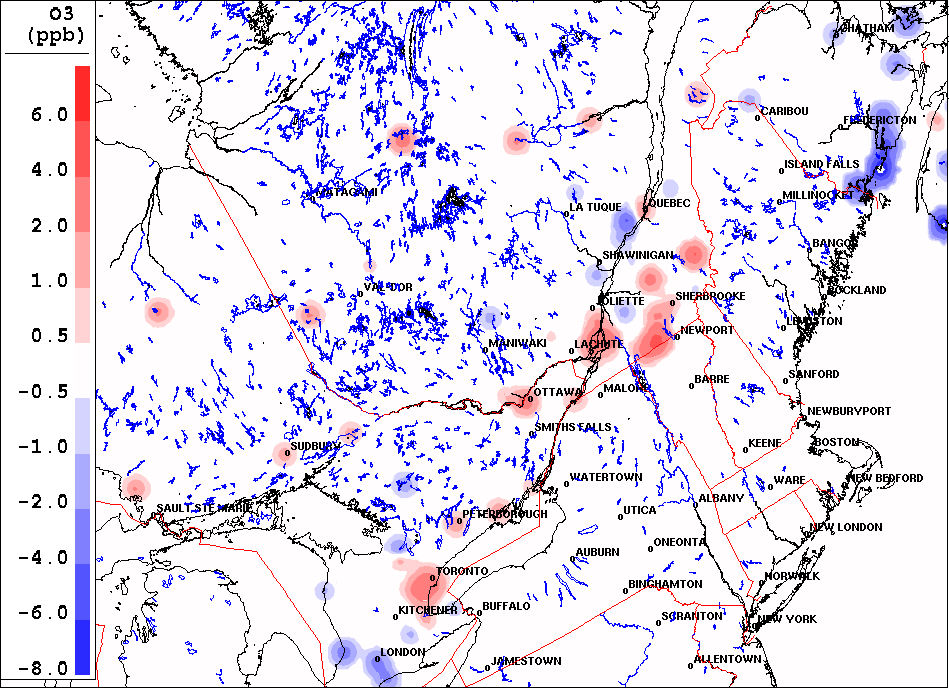 O3
(ppb)
6.0
4.0
2.0
1.0
0.5
-0.5
-1.0
-2.0
-4.0
-6.0
-8.0
CHATHAM
CARIBOU
FREDERICTON
ISLAND FALLS
MATAGAMI
MILLINOCKET
LA TUQUE
QUEBEC
BANGOR
SHAWINIGAN
VAL-DOR
ROCKLAND
JOLIETTE
SHERBROOKE
LEWISTON
NEWPORT
MANIWAKI
LACHUTE
SANFORD
BARRE
OTTAWA
MALONE
NEWBURYPORT
SMITHS FALLS
SUDBURY
KEENE
BOSTON
WATERTOWN
WARE
NEW BEDFORD
ALBANY
SAULT STE MARIE
PETERBOROUGH
UTICA
NEW LONDON
ONEONTA
AUBURN
TORONTO
NORWALK
BINGHAMTON
KITCHENER
BUFFALO
SCRANTON
NEW YORK
LONDON
JAMESTOWN
ALLENTOWN